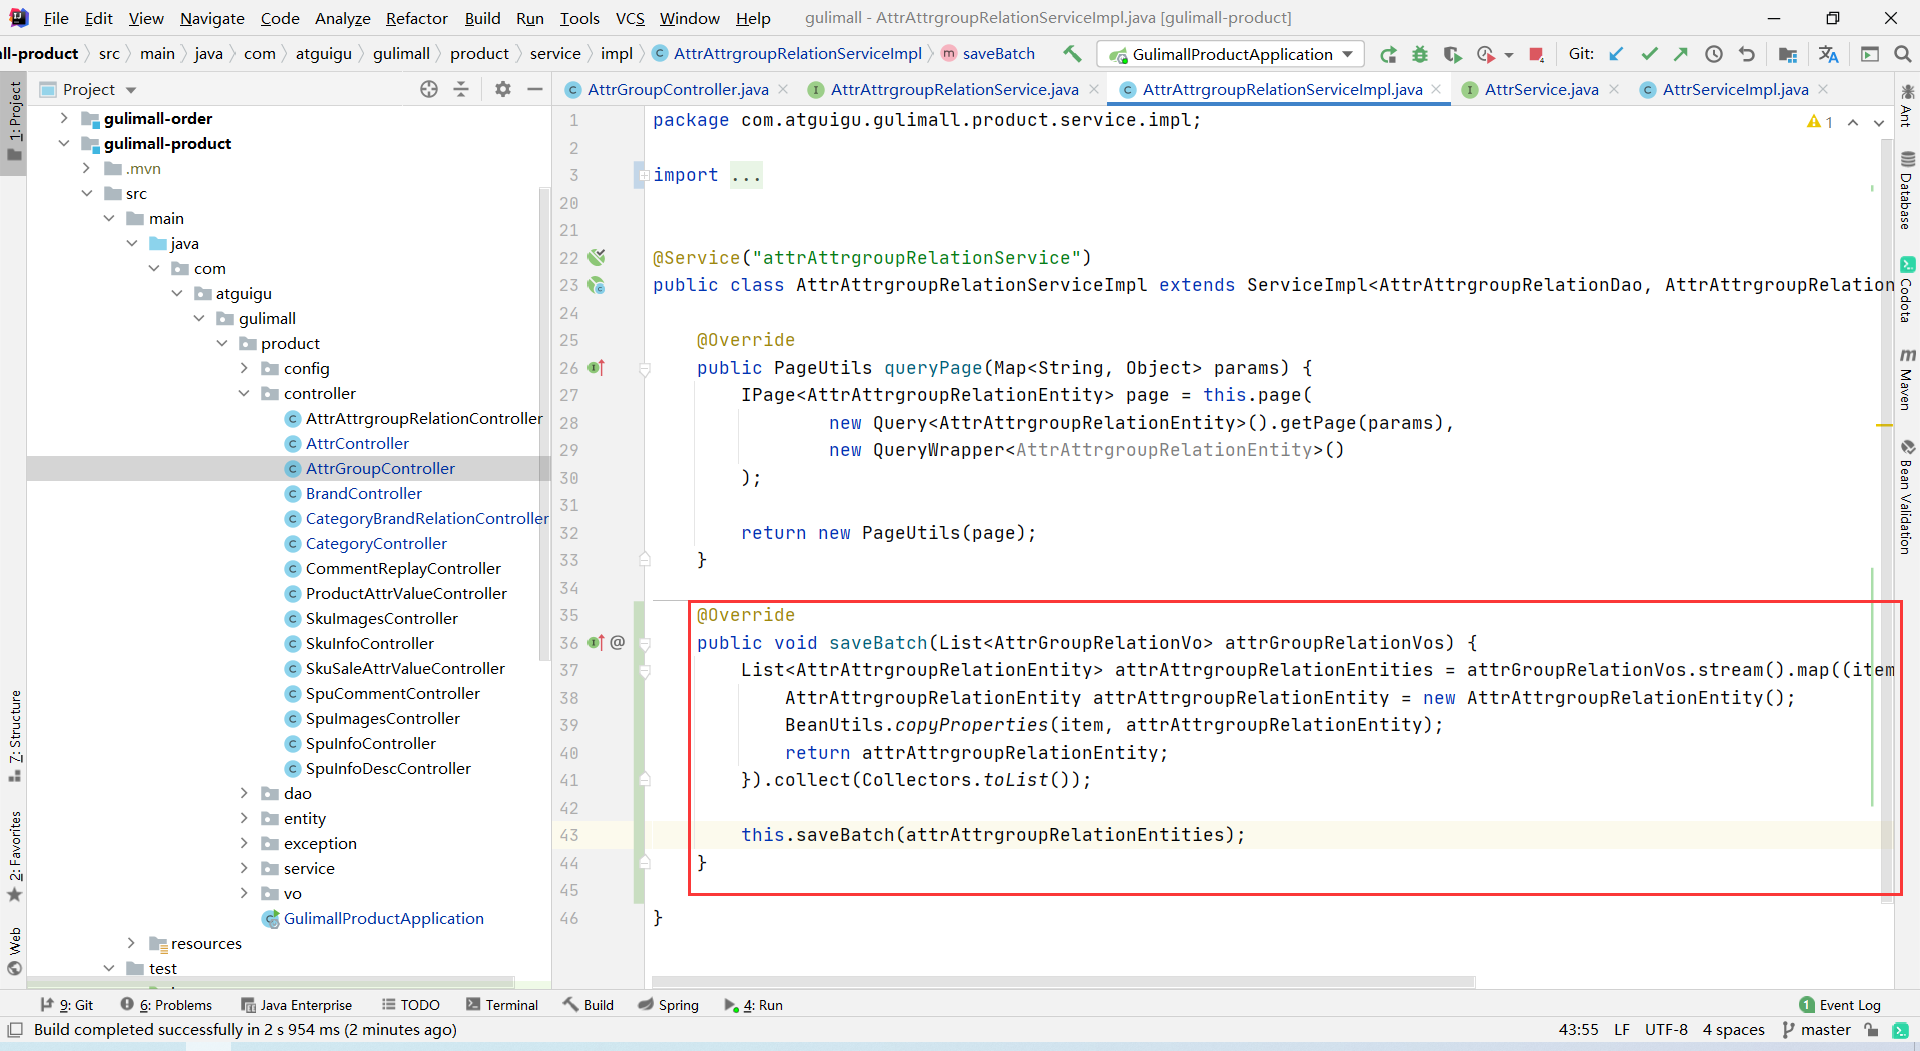 File Edit View Navigate Code Analyze Refactor Build Run Tools VCS Window Help gulimall - AttrAttrgroupRelationServiceImpl.java [gulimall-product]
all-product src main java com atguigu gulimall product service impl AttrAttrgroupRelationServiceImpl saveBatch GulimallProductApplication Git:
Project AttrGroupController.java AttrAttrgroupRelationService.java AttrAttrgroupRelationServiceImpl.java AttrService.java AttrServiceImpl.java
1: Project
7: Structure
2: Favorites
Web
gulimall-order
gulimall-product
.mvn
src
main
java
com
atguigu
gulimall
product
config
controller
AttrAttrgroupRelationController
AttrController
AttrGroupController
BrandController
CategoryBrandRelationController
CategoryController
CommentReplayController
ProductAttrValueController
SkuImagesController
SkuInfoController
SkuSaleAttrValueController
SpuCommentController
SpuImagesController
SpuInfoController
SpuInfoDescController
dao
entity
exception
service
vo
GulimallProductApplication
resources
test
1 package com.atguigu.gulimall.product.service.impl;
1
2
3 import ...
20
21
22 @Service("attrAttrgroupRelationService")
23 public class AttrAttrgroupRelationServiceImpl extends ServiceImpl<AttrAttrgroupRelationDao, AttrAttrgroupRelation
24
25 @Override
26 public PageUtils queryPage(Map<String, Object> params) {
27 IPage<AttrAttrgroupRelationEntity> page = this.page(
28 new Query<AttrAttrgroupRelationEntity>().getPage(params),
29 new QueryWrapper<AttrAttrgroupRelationEntity>()
30 );
31
32 return new PageUtils(page);
33 }
34
35 @Override
36 @ public void saveBatch(List<AttrGroupRelationVo> attrGroupRelationVos) {
37 List<AttrAttrgroupRelationEntity> attrAttrgroupRelationEntities = attrGroupRelationVos.stream().map((item
38 AttrAttrgroupRelationEntity attrAttrgroupRelationEntity = new AttrAttrgroupRelationEntity();
39 BeanUtils.copyProperties(item, attrAttrgroupRelationEntity);
40 return attrAttrgroupRelationEntity;
41 }).collect(Collectors.toList());
42
43 this.saveBatch(attrAttrgroupRelationEntities);
44 }
45
46 }
Ant
Database
Codota
Maven
Bean Validation
9: Git 6: Problems Java Enterprise TODO Terminal Build Spring 4: Run 1 Event Log
Build completed successfully in 2 s 954 ms (2 minutes ago) 43:55 LF UTF-8 4 spaces master